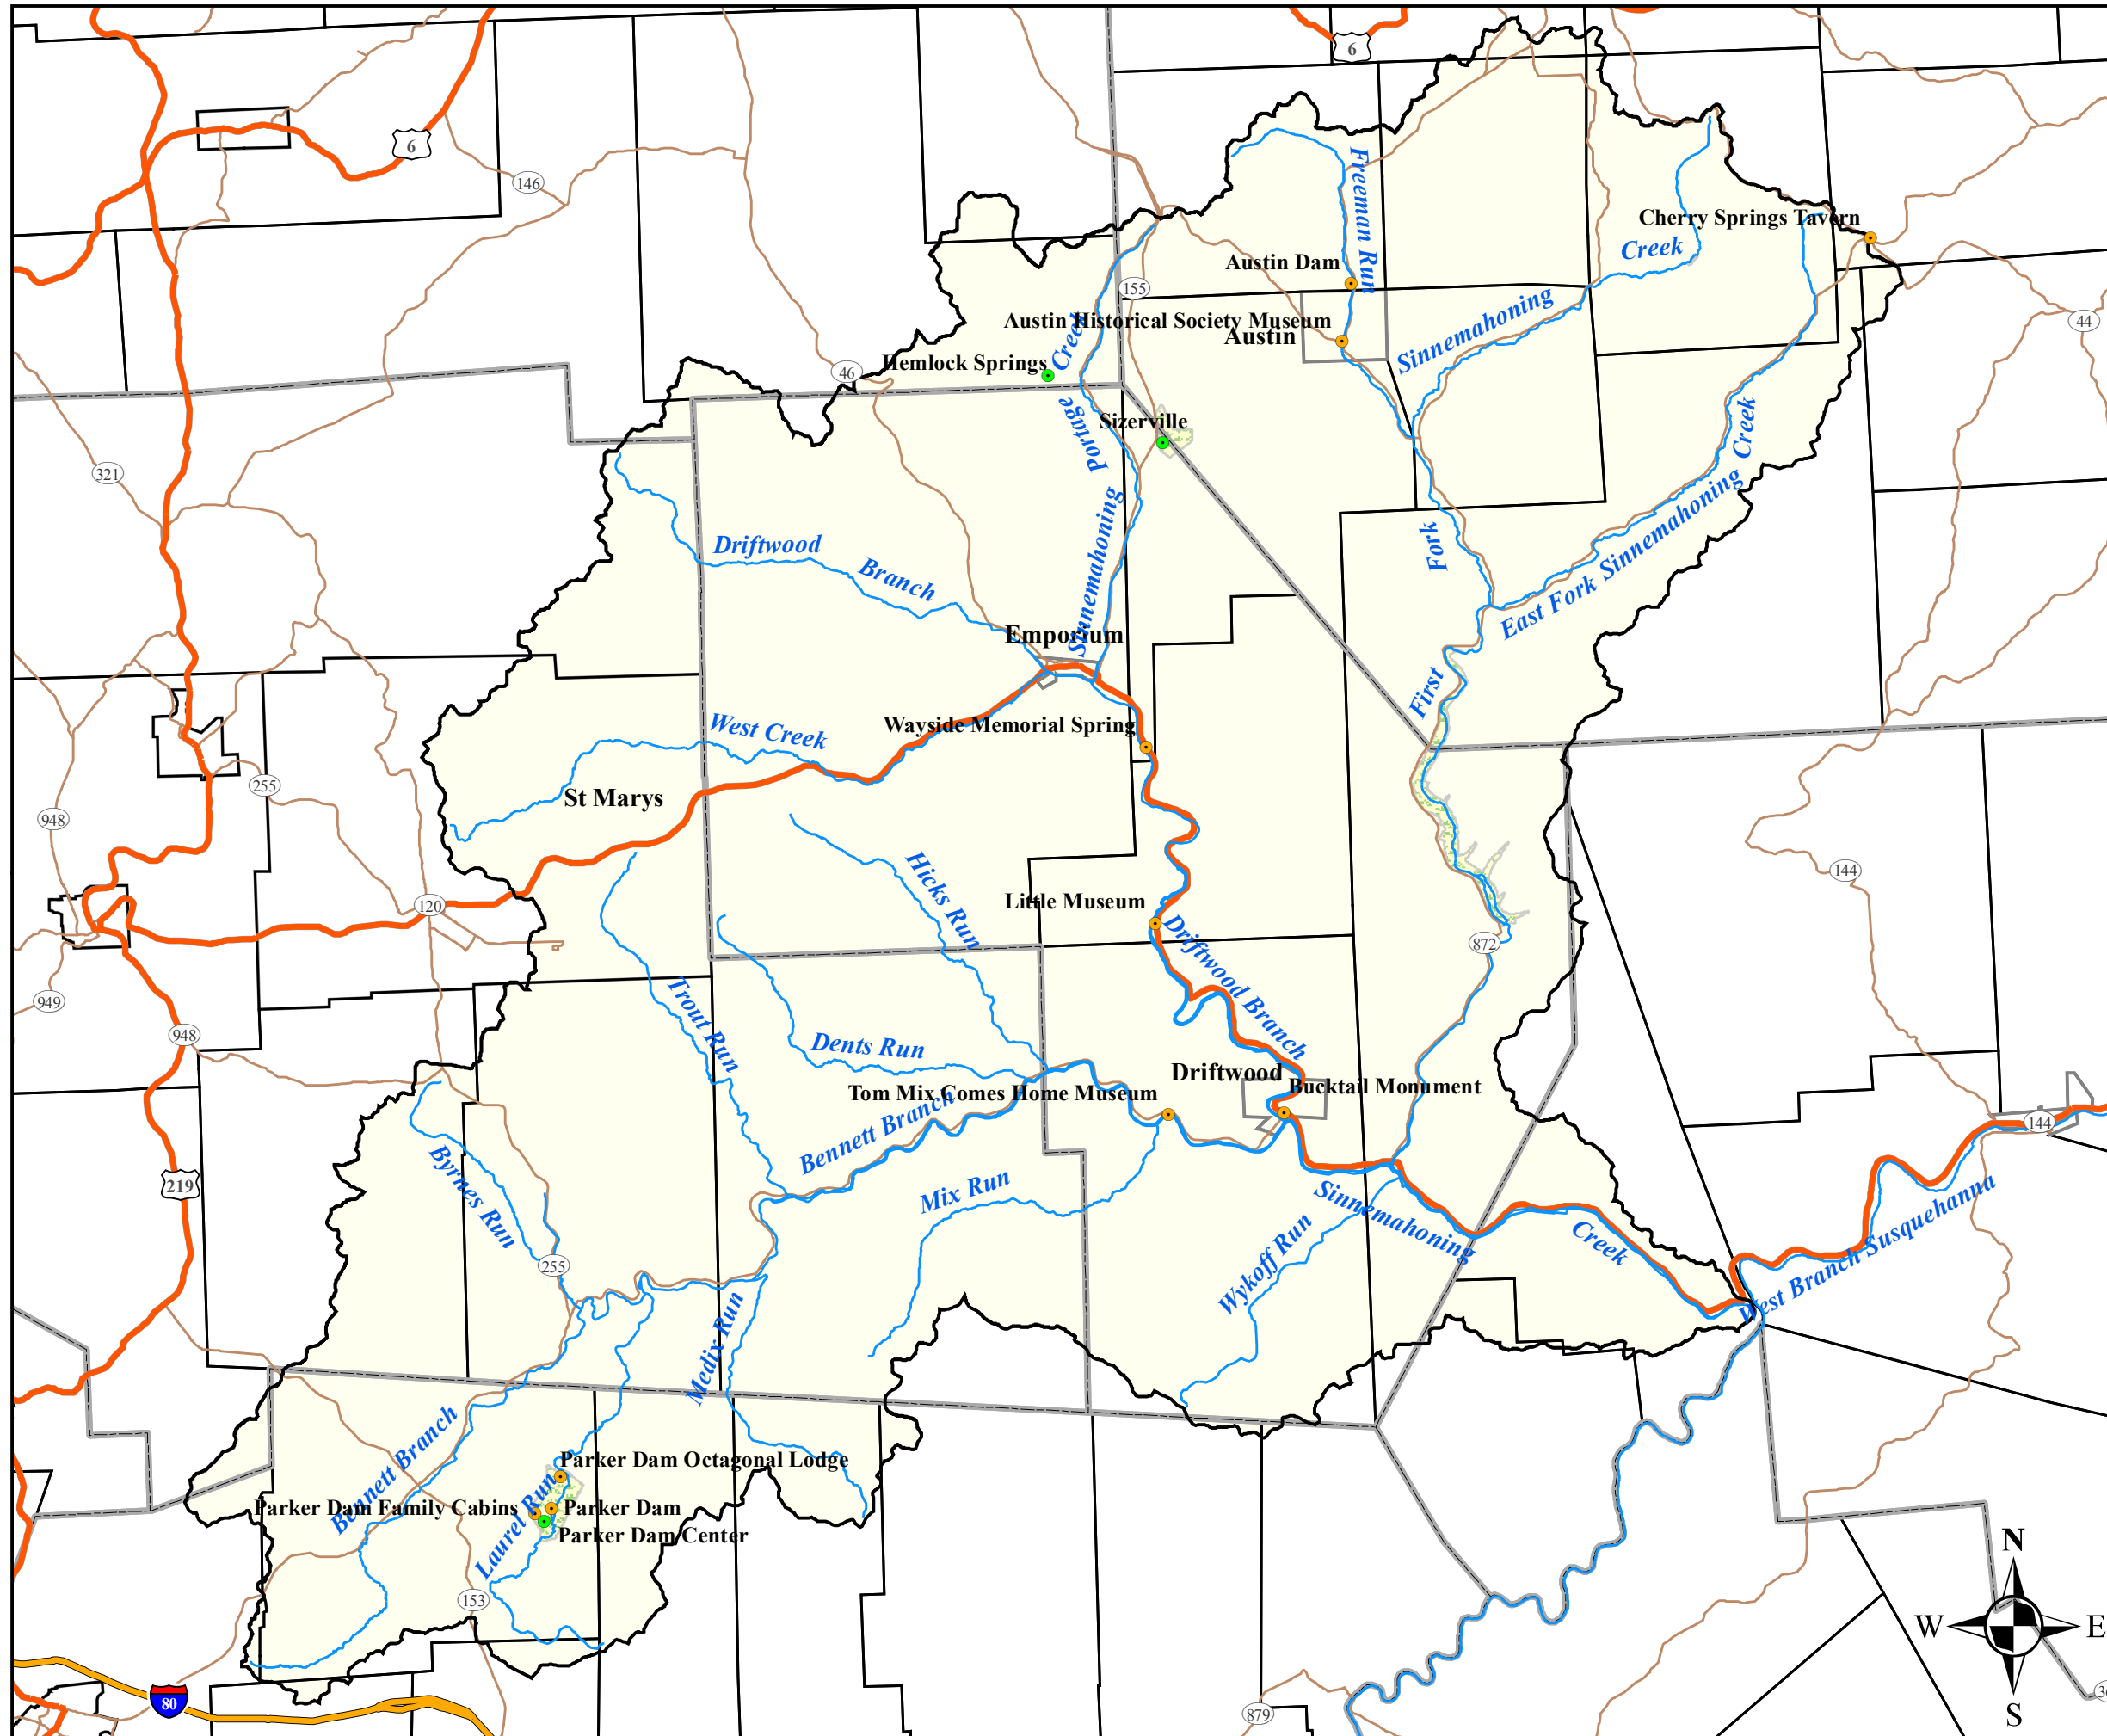 6
6
146
Freeman Run
Cherry Springs Tavern
Creek
Austin Dam
155
Sinnemahoning
44
Austin Historical Society Museum
Austin
Creek
Hemlock Springs
46
Portage
Sizerville
Creek
321
Sinnemahoning
Fork
East Fork Sinnemahoning
Driftwood
Branch
Emporium
First
West Creek
Wayside Memorial Spring
St Marys
255
948
Hicks Run
144
120
Little Museum
Driftwood Branch
872
949
Trout Run
948
Dents Run
Driftwood
Bucktail Monument
Tom Mix Comes Home Museum
Bennett Branch
144
Byrnes Run
219
Mix Run
Sinnemahoning
Creek
West Branch Susquehanna
Wykoff Run
255
Medix Run
Bennett Branch
Parker Dam Octagonal Lodge
Parker Dam Family Cabins
Parker Dam
Laurel Run
Parker Dam Center
153
N
W
E
S
80
879